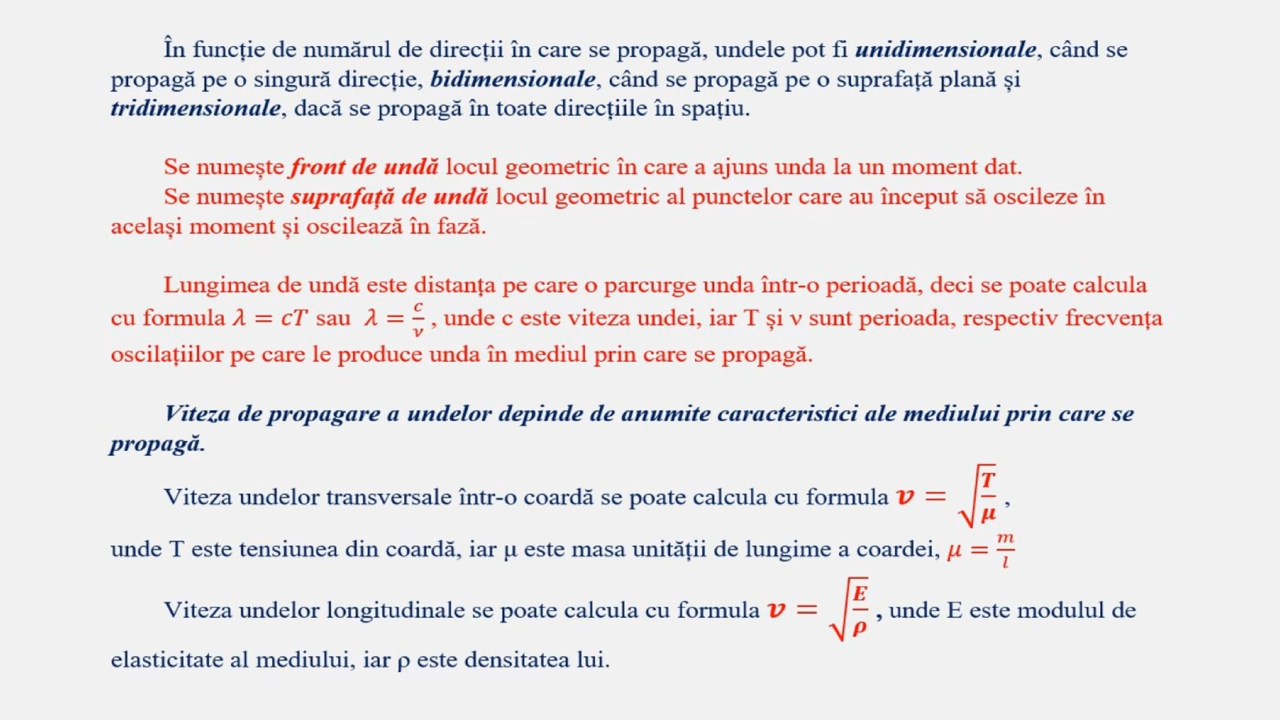 În funcție de numărul de direcții în care se propagă, undele pot fi unidimensionale, când se
propagă pe o singură direcție, bidimensionale, când se propagă pe o suprafață plană și
tridimensionale, dacă se propagă în toate direcțiile în spațiu.
Se numește front de undă locul geometric în care a ajuns unda la un moment dat.
Se numește suprafață de undă locul geometric al punctelor care au început să oscileze în
același moment și oscilează în fază.
Lungimea de undă este distanța pe care o parcurge unda într-o perioadă, deci se poate calcula
cu formula λ = cT sau λ = c/ν, unde c este viteza undei, iar T și ν sunt perioada, respectiv frecvența
oscilațiilor pe care le produce unda în mediul prin care se propagă.
Viteza de propagare a undelor depinde de anumite caracteristici ale mediului prin care se
propagă.
Viteza undelor transversale într-o coardă se poate calcula cu formula v = √(T/μ),
unde T este tensiunea din coardă, iar μ este masa unității de lungime a coardei, μ = m/l
Viteza undelor longitudinale se poate calcula cu formula v = √(E/ρ), unde E este modulul de
elasticitate al mediului, iar ρ este densitatea lui.